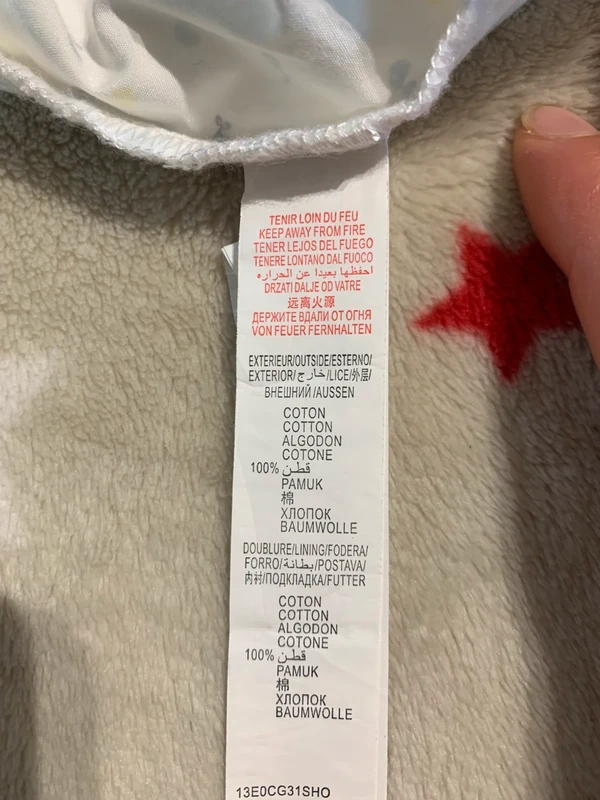 TENIR LOIN DU FEU
KEEP AWAY FROM FIRE
TENER LEJOS DEL FUEGO
TENERE LONTANO DAL FUOCO
احفظها بعيدا عن الحراره
DRZATI DALJE OD VATRE
远离火源
ДЕРЖИТЕ ВДАЛИ ОТ ОГНЯ
VON FEUER FERNHALTEN
EXTERIEUR/OUTSIDE/ESTERNO/
EXTERIOR/خارج/LICE/外层/
ВНЕШНИЙ/AUSSEN
COTON
COTTON
ALGODON
COTONE
100% قطن
PAMUK
棉
ХЛОПОК
BAUMWOLLE
DOUBLURE/LINING/FODERA/
FORRO/بطانة/POSTAVA/
内衬/ПОДКЛАДКА/FUTTER
COTON
COTTON
ALGODON
COTONE
100% قطن
PAMUK
棉
ХЛОПОК
BAUMWOLLE
13E0CG31SHO